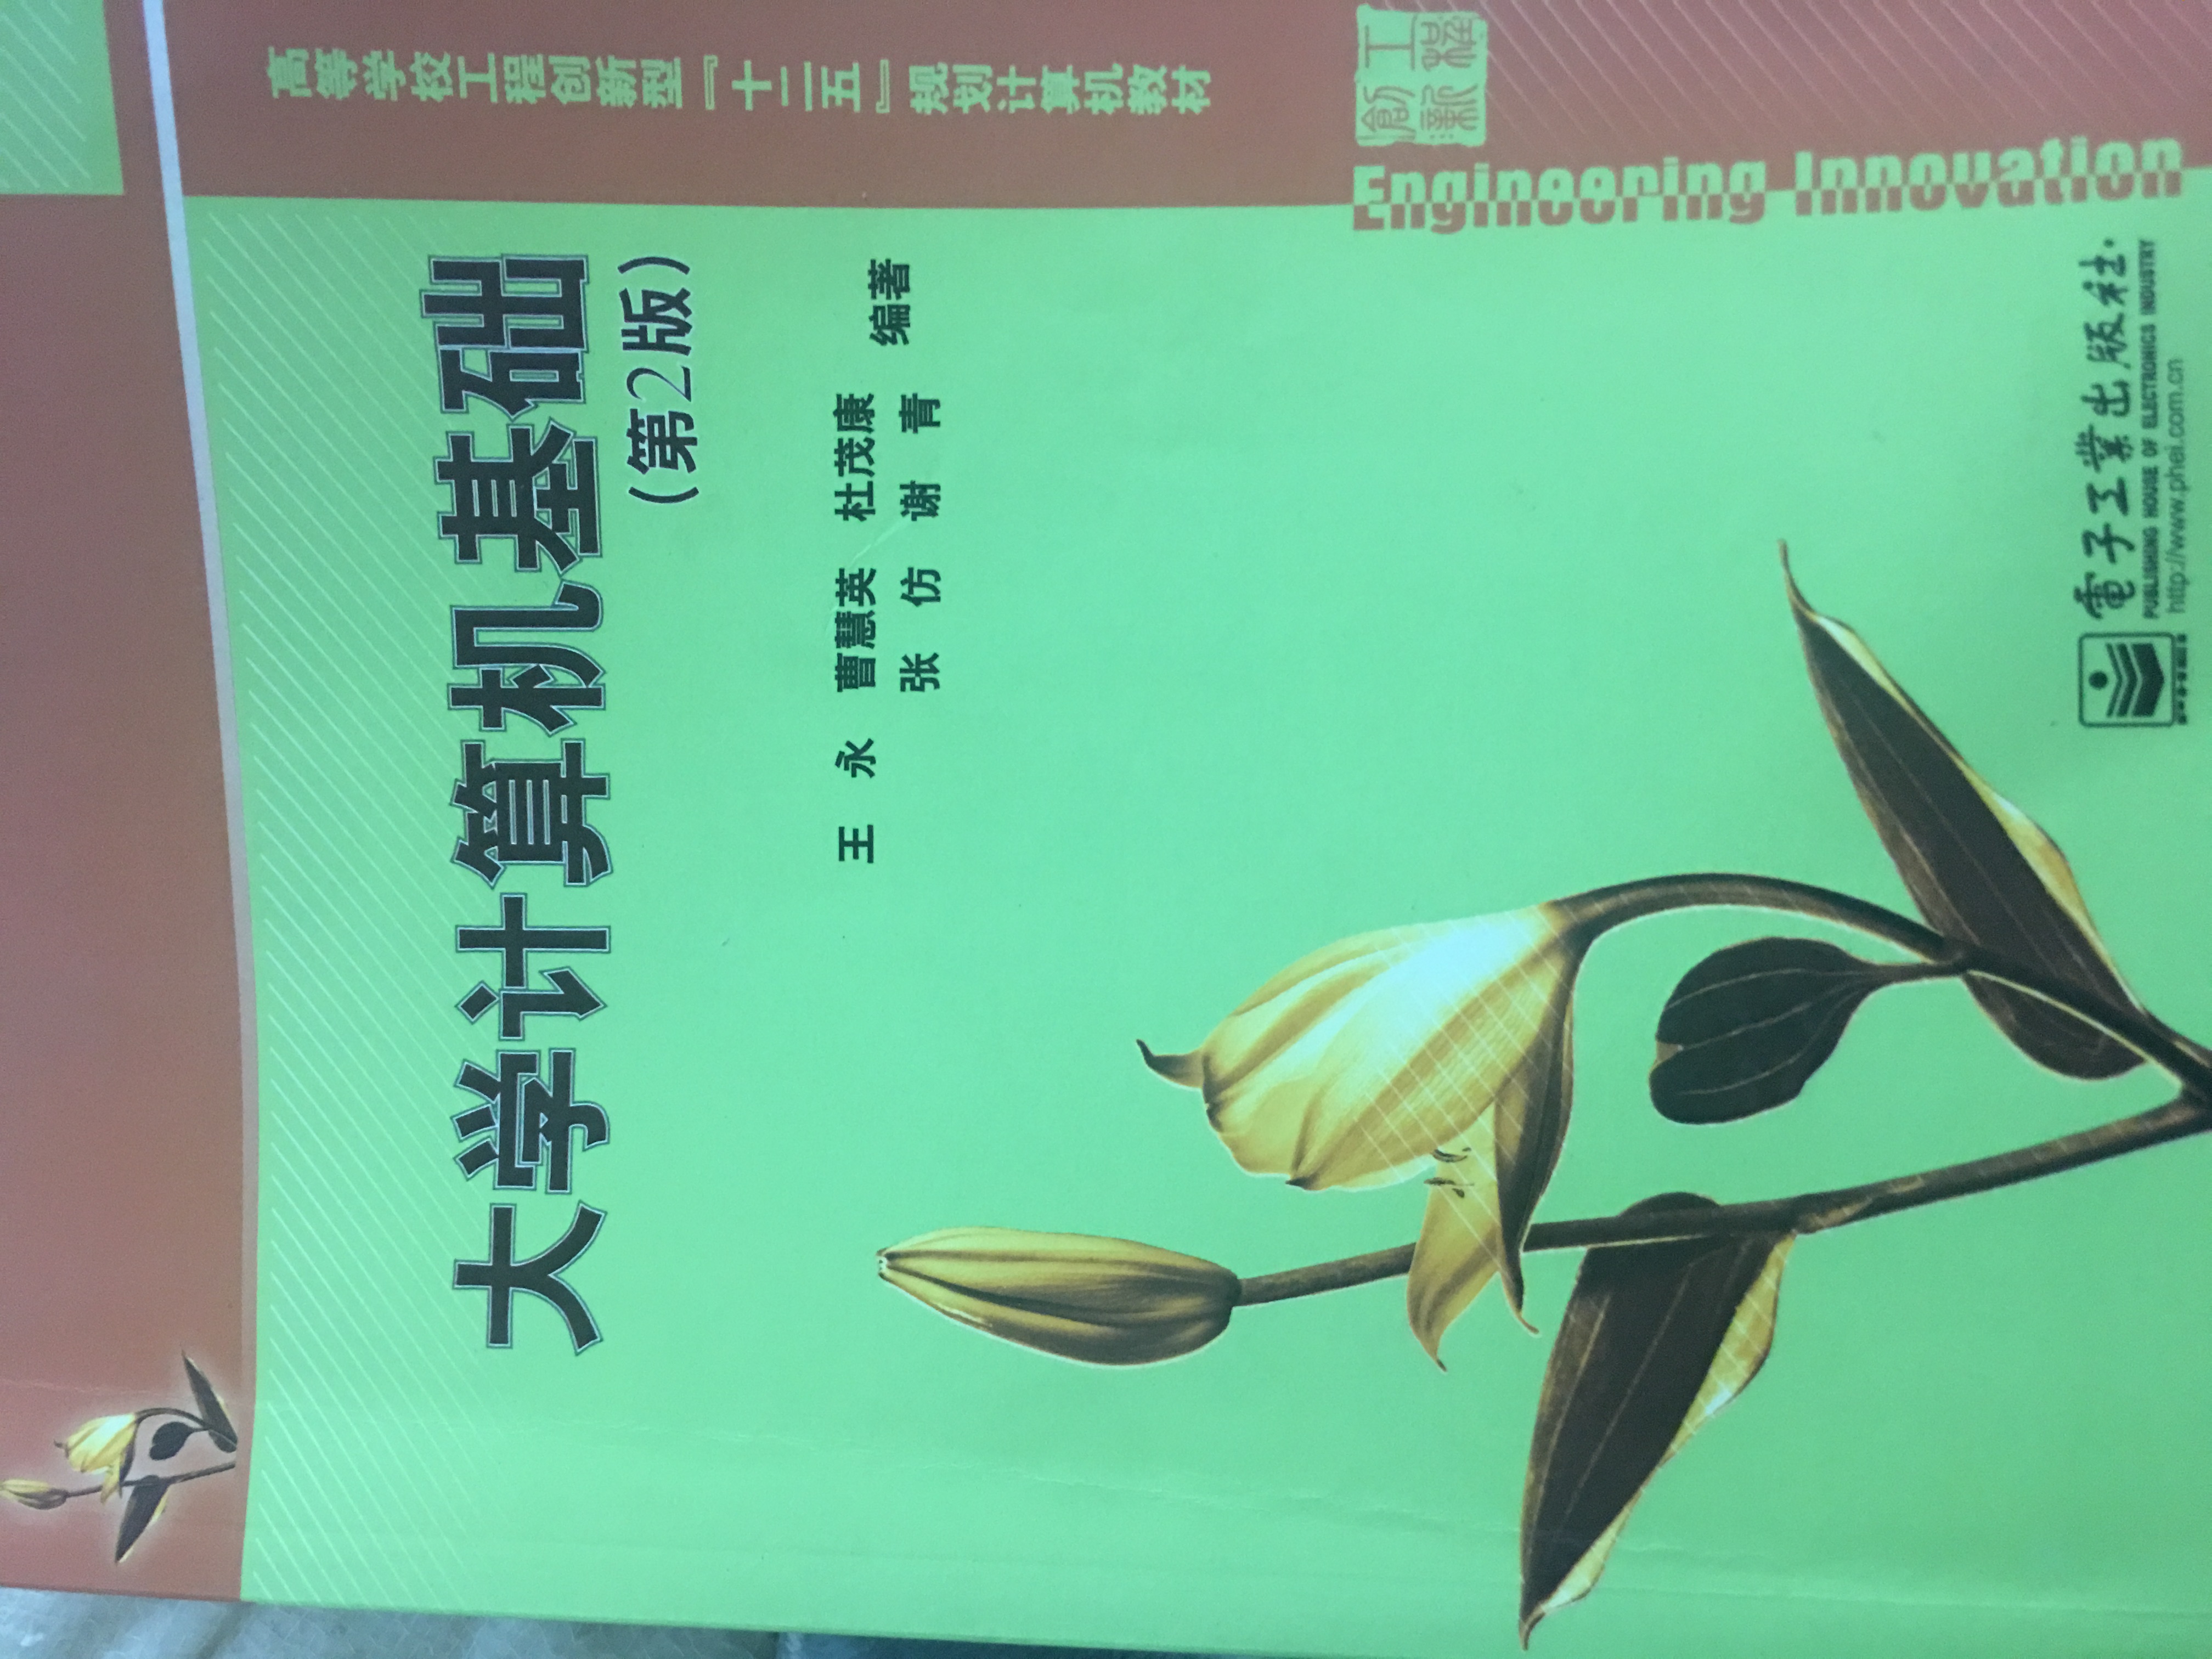 大学计算机基础
（第2版）
王 永 曹慧英 杜茂康
张 仿 谢 青 编著
高等学校工程创新型『十二五』规划计算机教材
工程
創新
Engineering Innovation
電子工業出版社
PUBLISHING HOUSE OF ELECTRONICS INDUSTRY
http://www.phei.com.cn